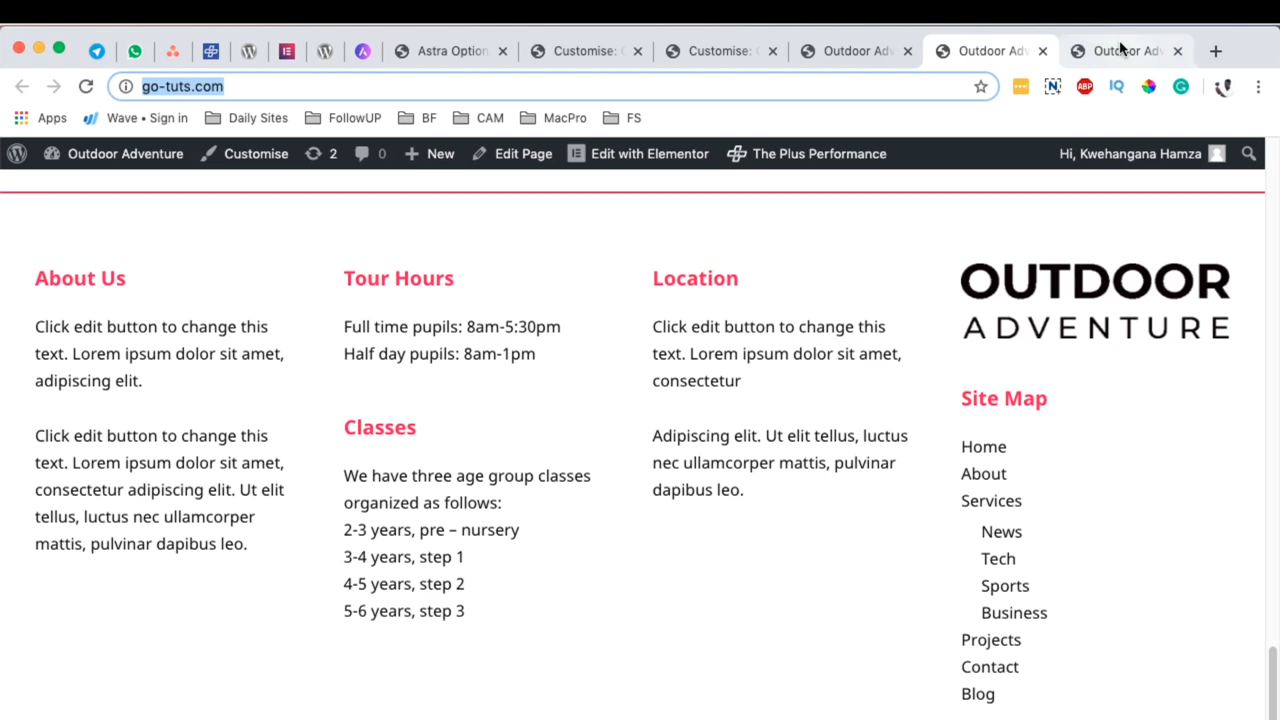 Astra Option
Customise:
Customise:
Outdoor Adv
Outdoor Adv
Outdoor Adv
go-tuts.com
ABP
IQ
Apps
Wave • Sign in
Daily Sites
FollowUP
BF
CAM
MacPro
FS
Outdoor Adventure
Customise
2
0
New
Edit Page
Edit with Elementor
The Plus Performance
Hi, Kwehangana Hamza
About Us
Click edit button to change this
text. Lorem ipsum dolor sit amet,
adipiscing elit.
Click edit button to change this
text. Lorem ipsum dolor sit amet,
consectetur adipiscing elit. Ut elit
tellus, luctus nec ullamcorper
mattis, pulvinar dapibus leo.
Tour Hours
Full time pupils: 8am-5:30pm
Half day pupils: 8am-1pm
Classes
We have three age group classes
organized as follows:
2-3 years, pre – nursery
3-4 years, step 1
4-5 years, step 2
5-6 years, step 3
Location
Click edit button to change this
text. Lorem ipsum dolor sit amet,
consectetur
Adipiscing elit. Ut elit tellus, luctus
nec ullamcorper mattis, pulvinar
dapibus leo.
OUTDOOR
ADVENTURE
Site Map
Home
About
Services
News
Tech
Sports
Business
Projects
Contact
Blog